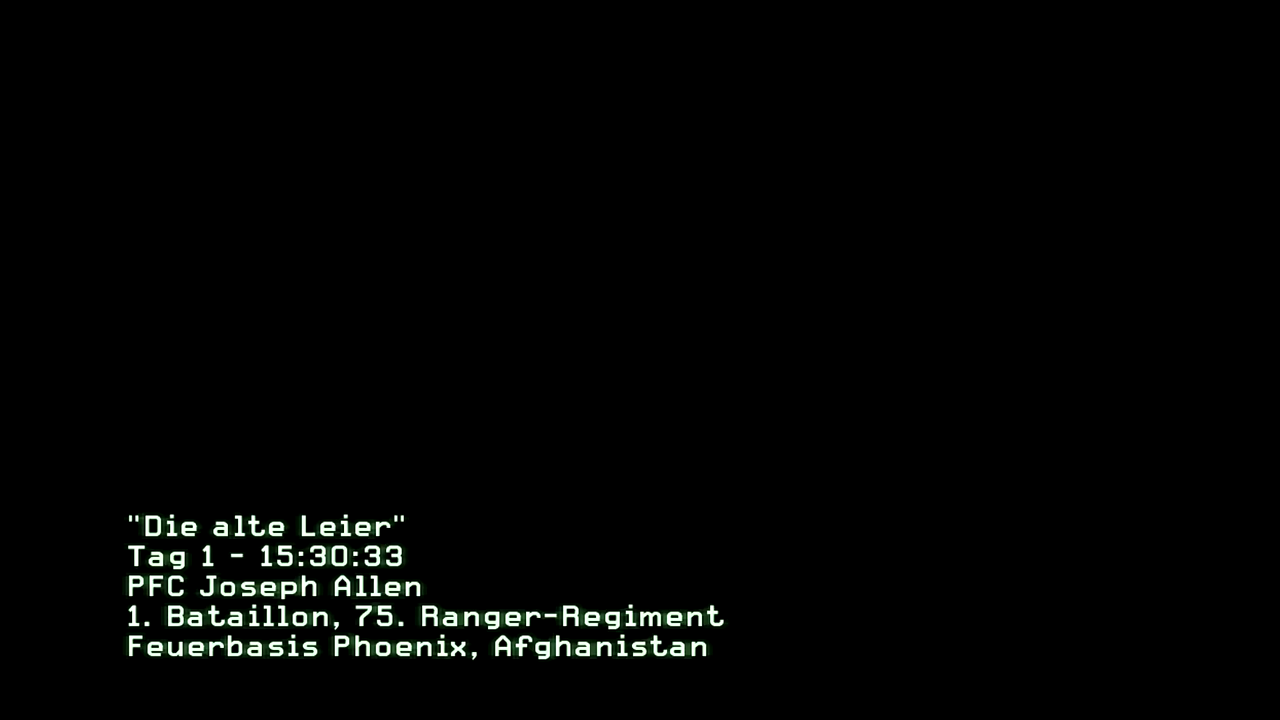 "Die alte Leier"
Tag 1 - 15:30:33
PFC Joseph Allen
1. Bataillon, 75. Ranger-Regiment
Feuerbasis Phoenix, Afghanistan